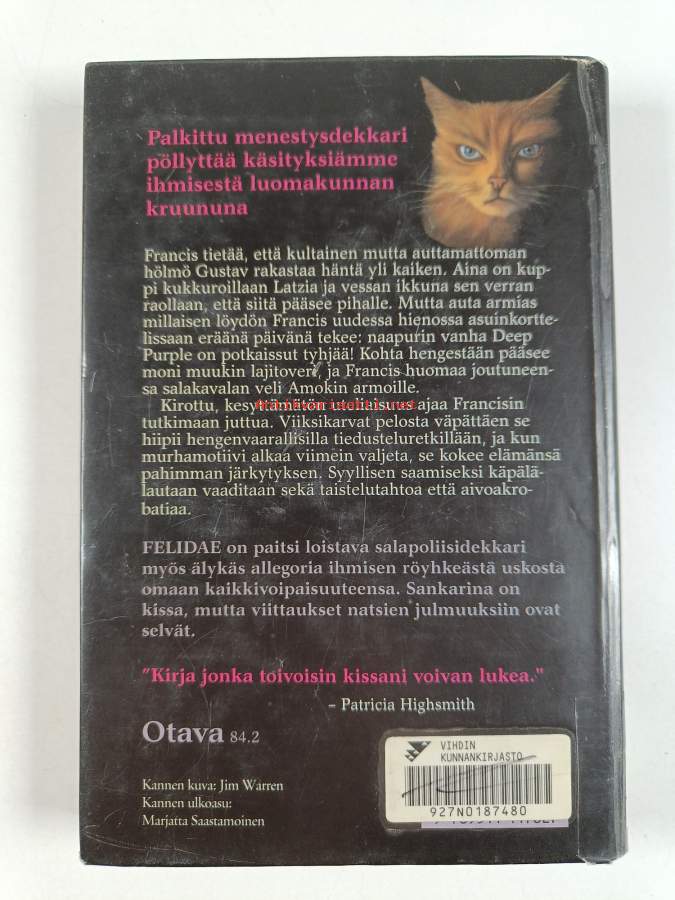 Palkittu menestysdekkari
pöllyttää käsityksiämme
ihmisestä luomakunnan
kruununa
Francis tietää, että kultainen mutta auttamattoman
hölmö Gustav rakastaa häntä yli kaiken. Aina on kup-
pi kukkuroillaan Latzia ja vessan ikkuna sen verran
raollaan, että siitä pääsee pihalle. Mutta auta armias
millaisen löydön Francis uudessa hienossa asuinkortte-
lissaan eräänä päivänä tekee: naapurin vanha Deep
Purple on potkaissut tyhjää! Kohta hengestään pääsee
moni muukin lajitoveri, ja Francis huomaa joutuneen-
sa salakavalan veli Amokin armoille.
Kirottu, kesyttämätön uteliaisuus ajaa Francisin
tutkimaan juttua. Viiksikarvat pelosta väpättäen se
hiipii hengenvaarallisilla tiedusteluretkillään, ja kun
murhamotiivi alkaa viimein valjeta, se kokee elämänsä
pahimman järkytyksen. Syyllisen saamiseksi käpälä-
lautaan vaaditaan sekä taistelutahtoa että aivoakro-
batiaa.
FELIDAE on paitsi loistava salapoliisidekkari
myös älykäs allegoria ihmisen röyhkeästä uskosta
omaan kaikkivoipaisuuteensa. Sankarina on
kissa, mutta viittaukset natsien julmuuksiin ovat
selvät.
"Kirja jonka toivoisin kissani voivan lukea."
– Patricia Highsmith
Otava 84.2
VIHDIN
KUNNANKIRJASTO
927N0187480
Kannen kuva: Jim Warren
Kannen ulkoasu:
Marjatta Saastamoinen